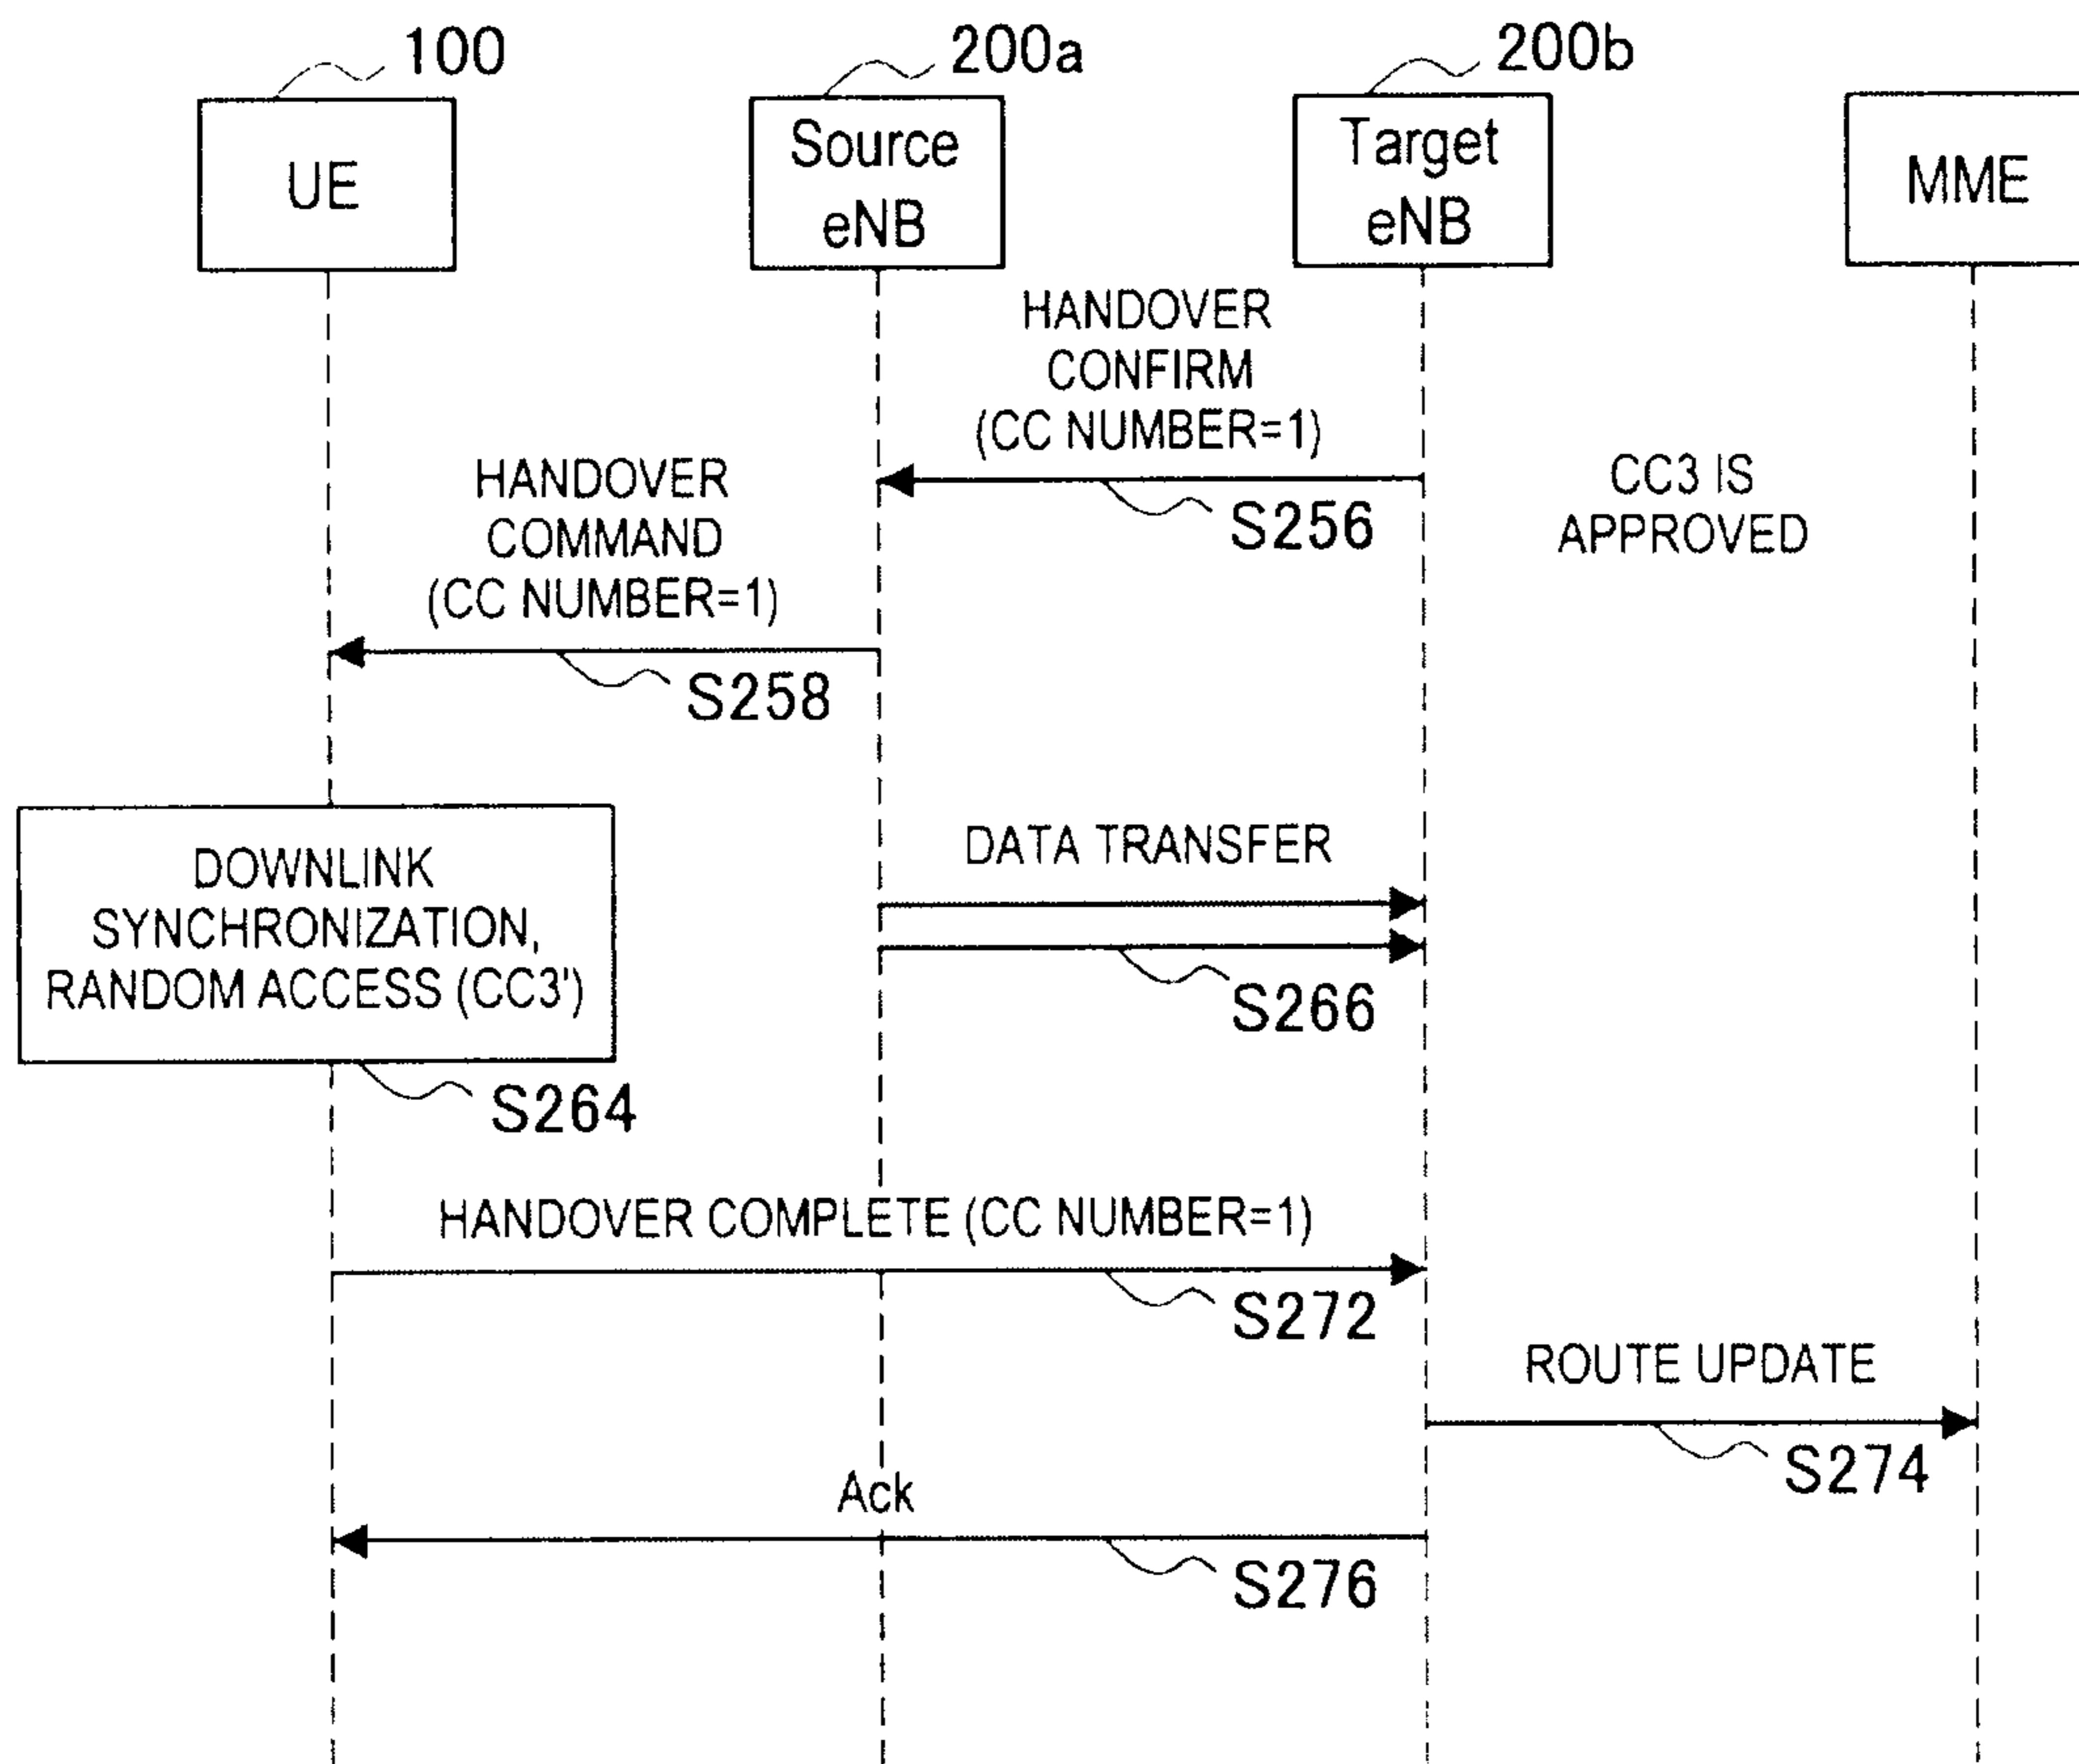 100
200a
200b
UE
Source
eNB
Target
eNB
MME
HANDOVER
CONFIRM
(CC NUMBER=1)
S256
CC3 IS
APPROVED
HANDOVER
COMMAND
(CC NUMBER=1)
S258
DOWNLINK
SYNCHRONIZATION,
RANDOM ACCESS (CC3')
S264
DATA TRANSFER
S266
HANDOVER COMPLETE (CC NUMBER=1)
S272
ROUTE UPDATE
S274
Ack
S276